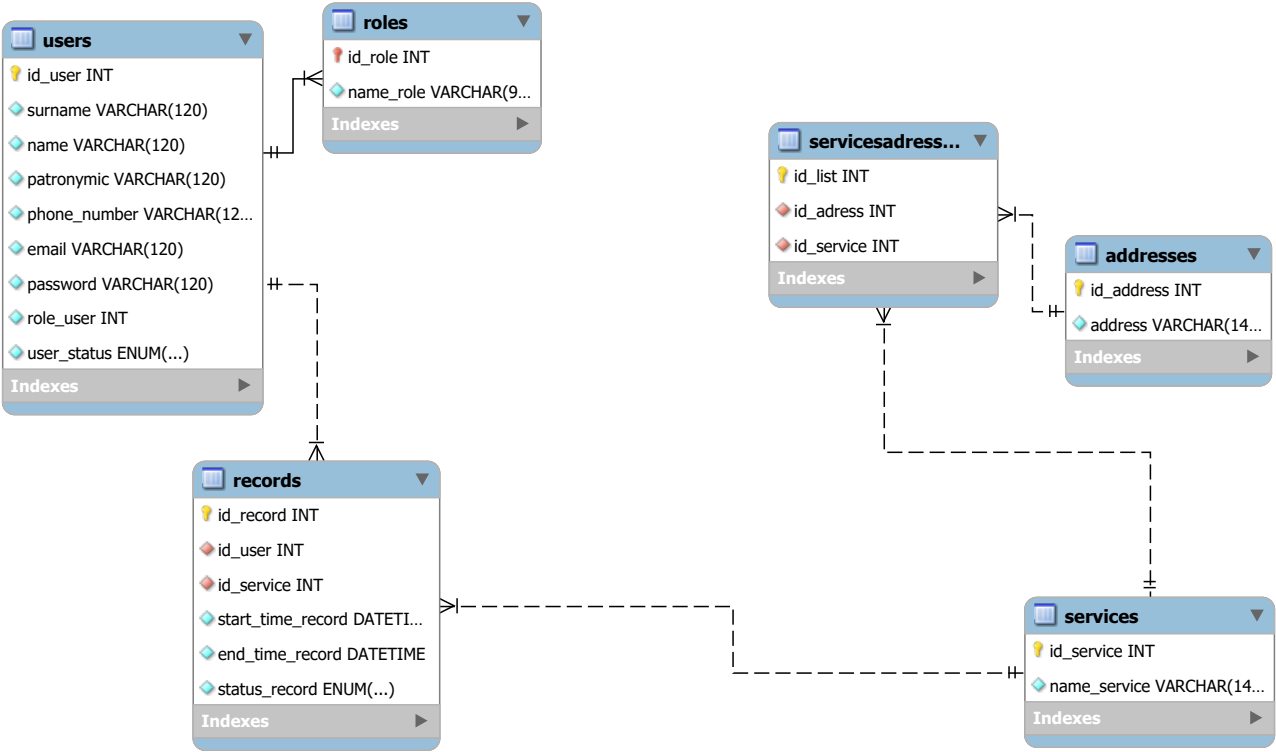 users
id_user INT
surname VARCHAR(120)
name VARCHAR(120)
patronymic VARCHAR(120)
phone_number VARCHAR(12...
email VARCHAR(120)
password VARCHAR(120)
role_user INT
user_status ENUM(...)
Indexes
roles
id_role INT
name_role VARCHAR(9...
Indexes
servicesadress...
id_list INT
id_adress INT
id_service INT
Indexes
addresses
id_address INT
address VARCHAR(14...
Indexes
records
id_record INT
id_user INT
id_service INT
start_time_record DATETI...
end_time_record DATETIME
status_record ENUM(...)
Indexes
services
id_service INT
name_service VARCHAR(14...
Indexes